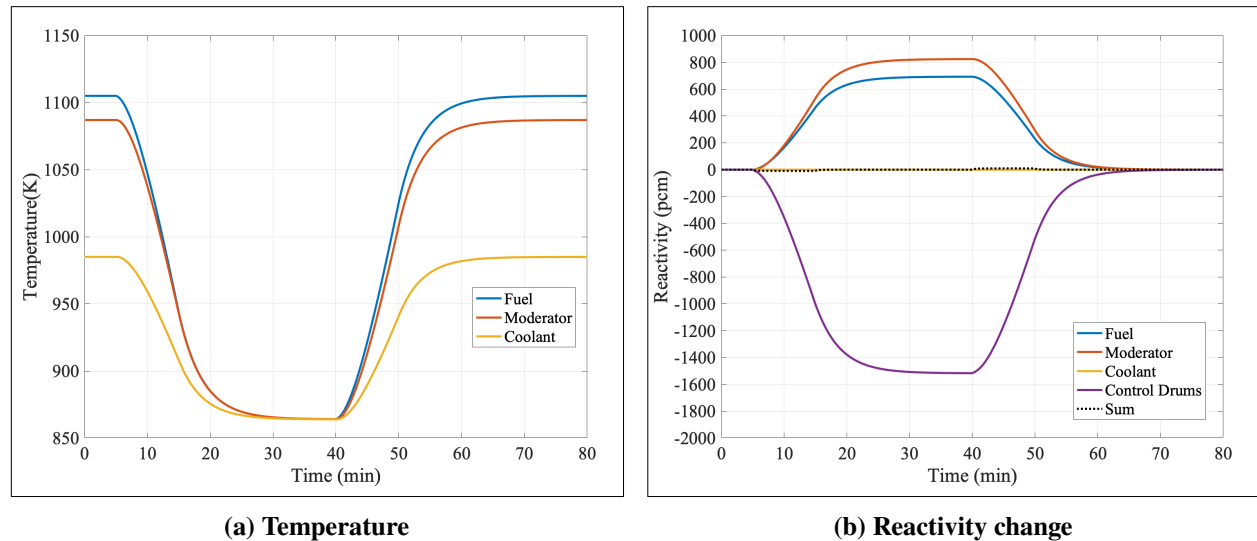 1150
1100
1050
1000
950
900
850
Temperature(K)
0 10 20 30 40 50 60 70 80
Time (min)
Fuel
Moderator
Coolant
(a) Temperature
1000
800
600
400
200
0
-200
-400
-600
-800
-1000
-1200
-1400
-1600
-1800
-2000
Reactivity (pcm)
0 10 20 30 40 50 60 70 80
Time (min)
Fuel
Moderator
Coolant
Control Drums
Sum
(b) Reactivity change